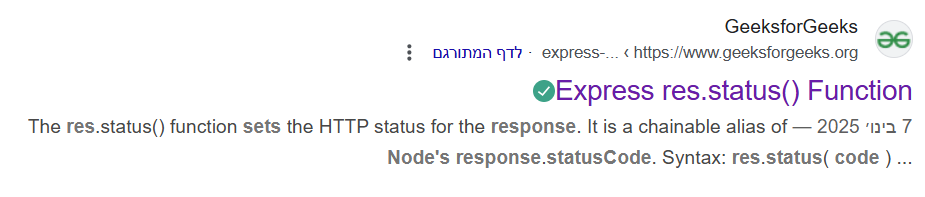 GeeksforGeeks
https://www.geeksforgeeks.org › express-... · לדף המתורגם
Express res.status() Function
7 בינו׳ 2025 — The res.status() function sets the HTTP status for the response. It is a chainable alias of
Node's response.statusCode. Syntax: res.status( code ) ...